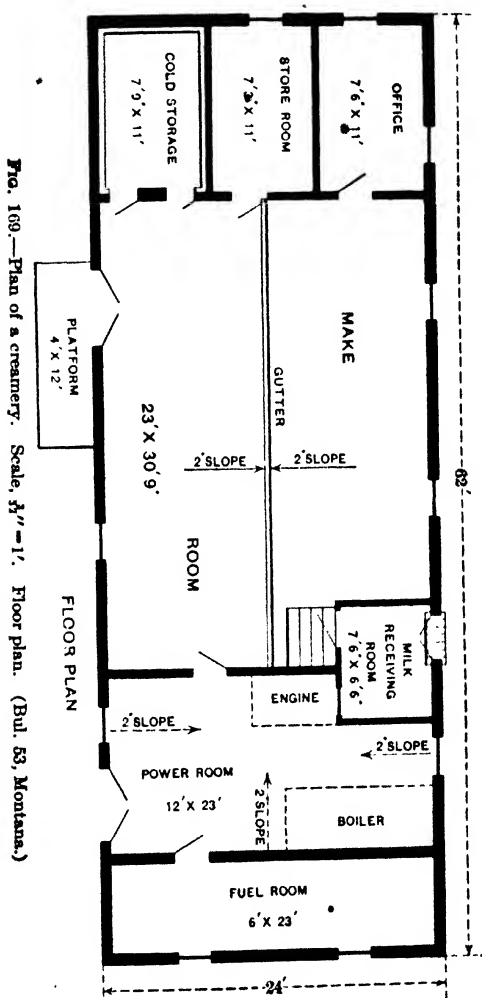 COLD STORAGE
7'9" X 11'
STORE ROOM
11'
OFFICE
7'6" X 11'
MAKE
GUTTER
2" SLOPE
2" SLOPE
23' X 30'9"
ROOM
PLATFORM
4' X 12'
62'
MILK
RECEIVING
ROOM
7'6" X 6'6"
ENGINE
2" SLOPE
2" SLOPE
POWER ROOM
12' X 23'
2" SLOPE
BOILER
FUEL ROOM
6' X 23'
24'
FLOOR PLAN
FIG. 169.—Plan of a creamery. Scale, =1'. Floor plan. (Bul. 53, Montana.)